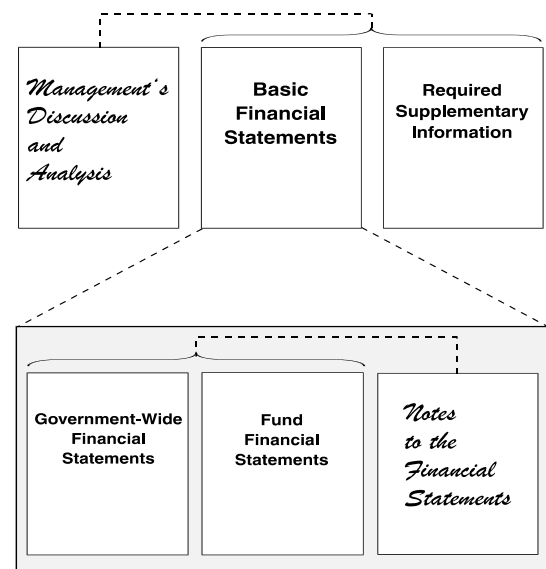 Management's
Discussion
and
Analysis
Basic
Financial
Statements
Required
Supplementary
Information
Government-Wide
Financial
Statements
Fund
Financial
Statements
Notes
to the
Financial
Statements